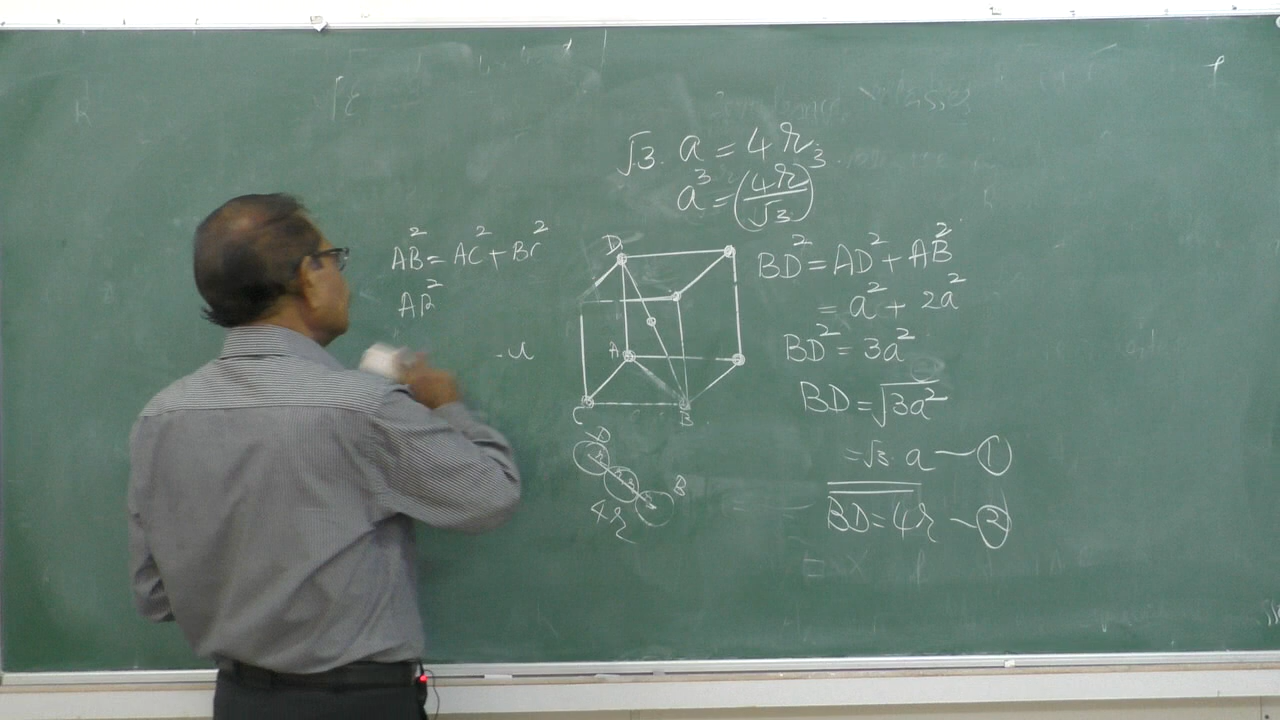 √3. a = 4r
a³ = (4r/√3)³
AB² = AC² + BC²
AB²
D
A
C
B
D
B
4r
BD² = AD² + AB²
= a² + 2a²
BD² = 3a²
BD = √3a²
= √3. a — ①
BD = 4r — ②